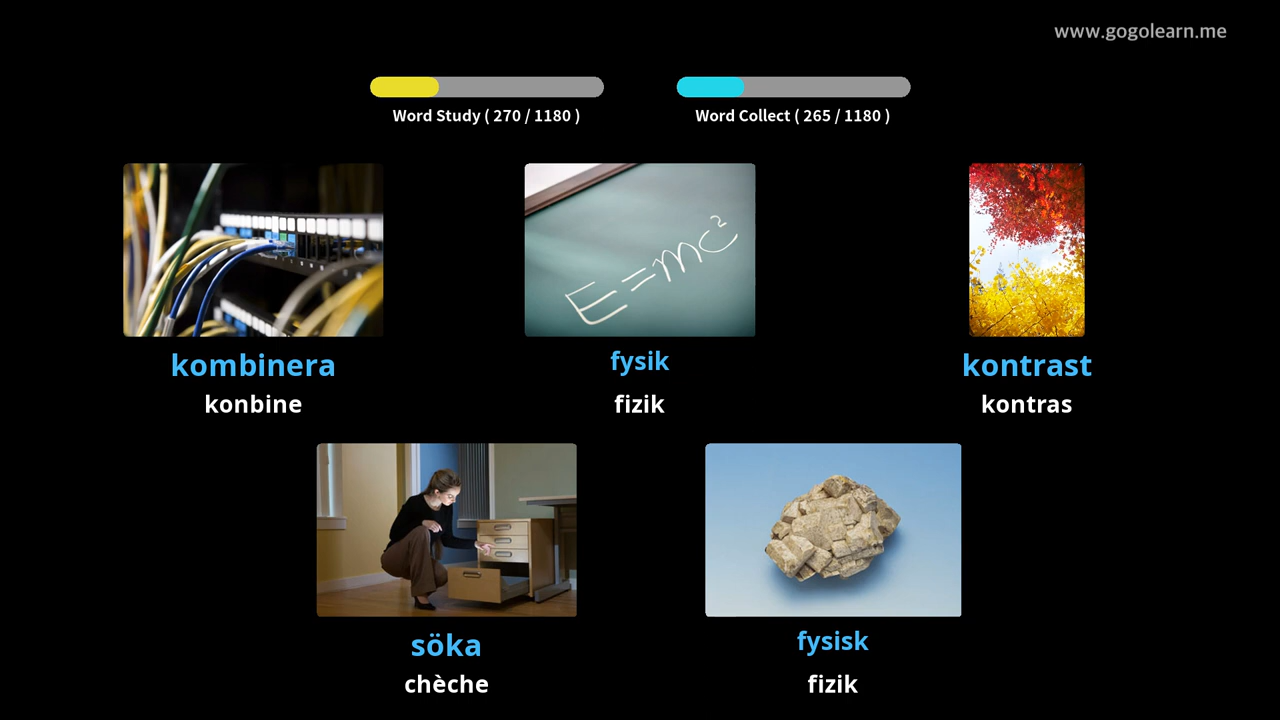 www.gogolearn.me
Word Study ( 270 / 1180 )
Word Collect ( 265 / 1180 )
E=mc²
kombinera
konbine
fysik
fizik
kontrast
kontras
söka
chèche
fysisk
fizik